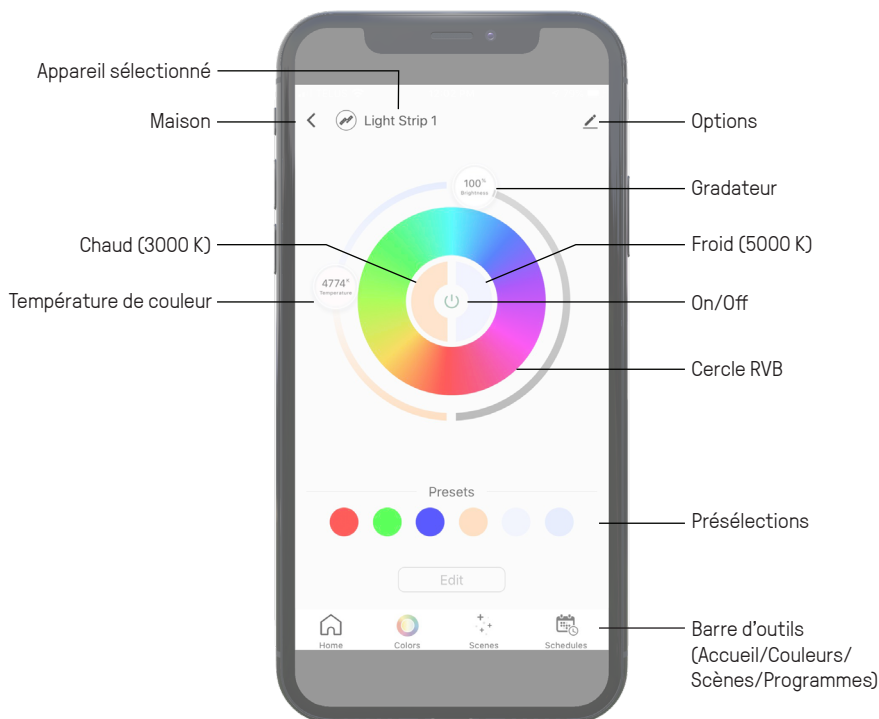 Appareil sélectionné
Maison
Light Strip 1
Options
100%
Brightness
Gradateur
Chaud (3000 K)
Froid (5000 K)
4774°
Temperature
Température de couleur
On/Off
Cercle RVB
Presets
Présélections
Edit
Home
Colors
Scenes
Schedules
Barre d'outils
(Accueil/Couleurs/
Scènes/Programmes)